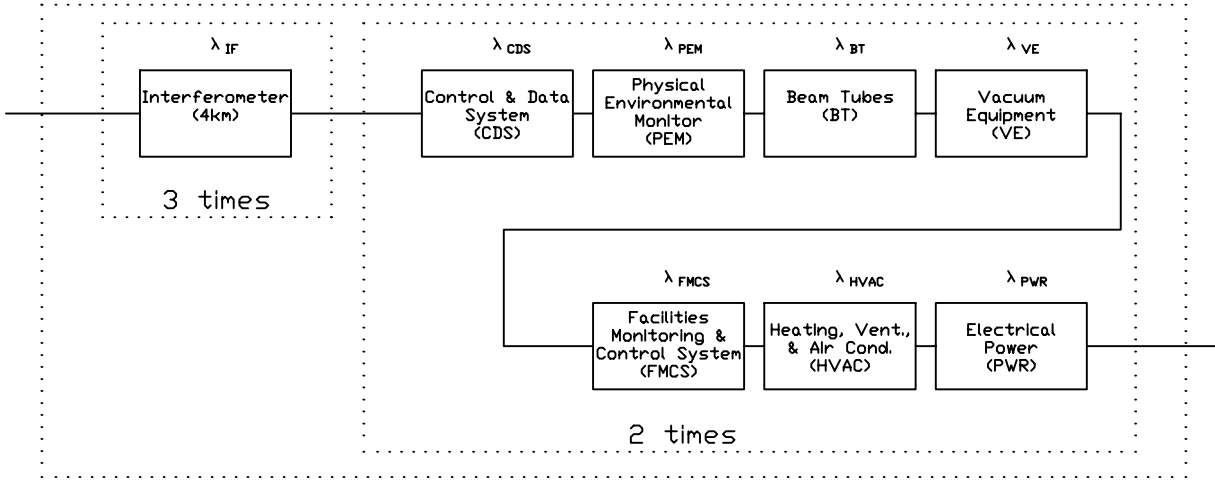 λ IF
λ CDS
λ PEM
λ BT
λ VE
Interferometer
(4km)
Control & Data
System
(CDS)
Physical
Environmental
Monitor
(PEM)
Beam Tubes
(BT)
Vacuum
Equipment
(VE)
3 times
λ FMCS
λ HVAC
λ PWR
Facilities
Monitoring &
Control System
(FMCS)
Heating, Vent.,
& Air Cond.
(HVAC)
Electrical
Power
(PWR)
2 times